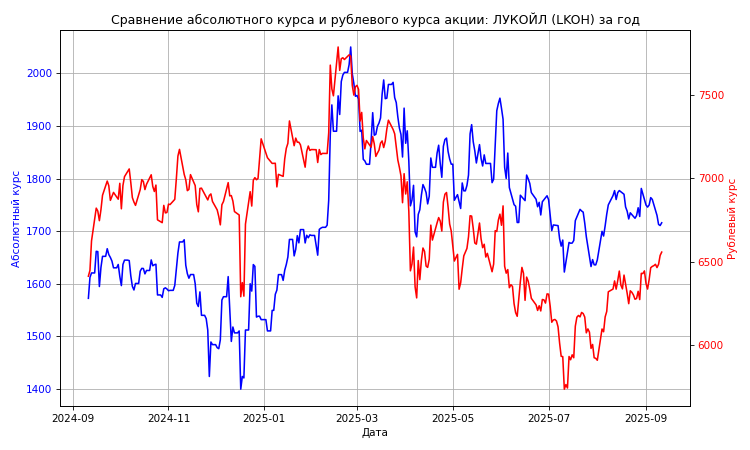 Сравнение абсолютного курса и рублевого курса акции: ЛУКОЙЛ (LKOH) за год
2000
1900
1800
1700
1600
1500
1400
Абсолютный курс
7500
7000
6500
6000
Рублевый курс
2024-09 2024-11 2025-01 2025-03 2025-05 2025-07 2025-09
Дата